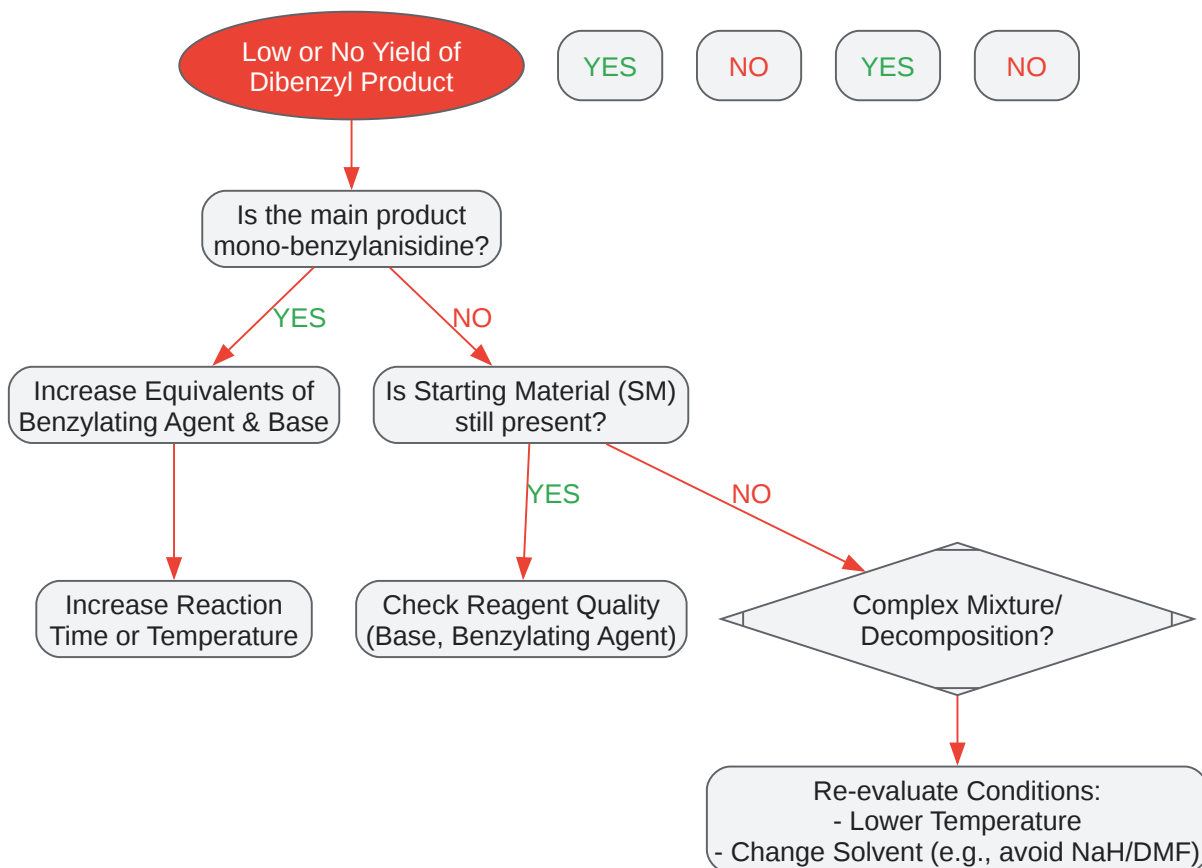 Low or No Yield of
Dibenzyl Product
YES
NO
YES
NO
Is the main product
mono-benzylanisidine?
YES
NO
Increase Equivalents of
Benzylating Agent & Base
Is Starting Material (SM)
still present?
YES
NO
Increase Reaction
Time or Temperature
Check Reagent Quality
(Base, Benzylating Agent)
Complex Mixture/
Decomposition?
Re-evaluate Conditions:
- Lower Temperature
- Change Solvent (e.g., avoid NaH/DMF)